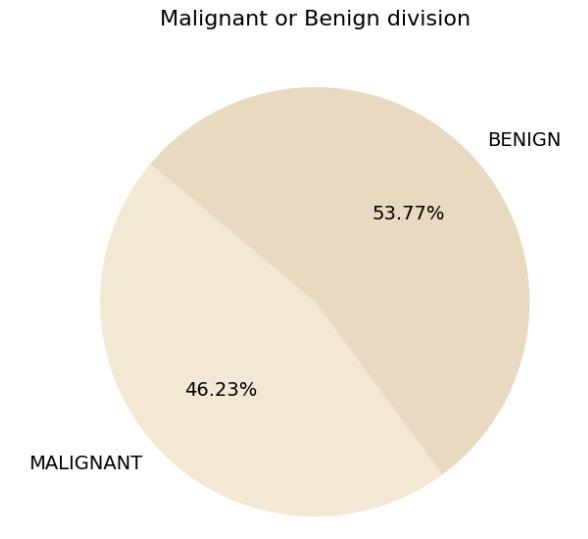 Malignant or Benign division
BENIGN
53.77%
46.23%
MALIGNANT